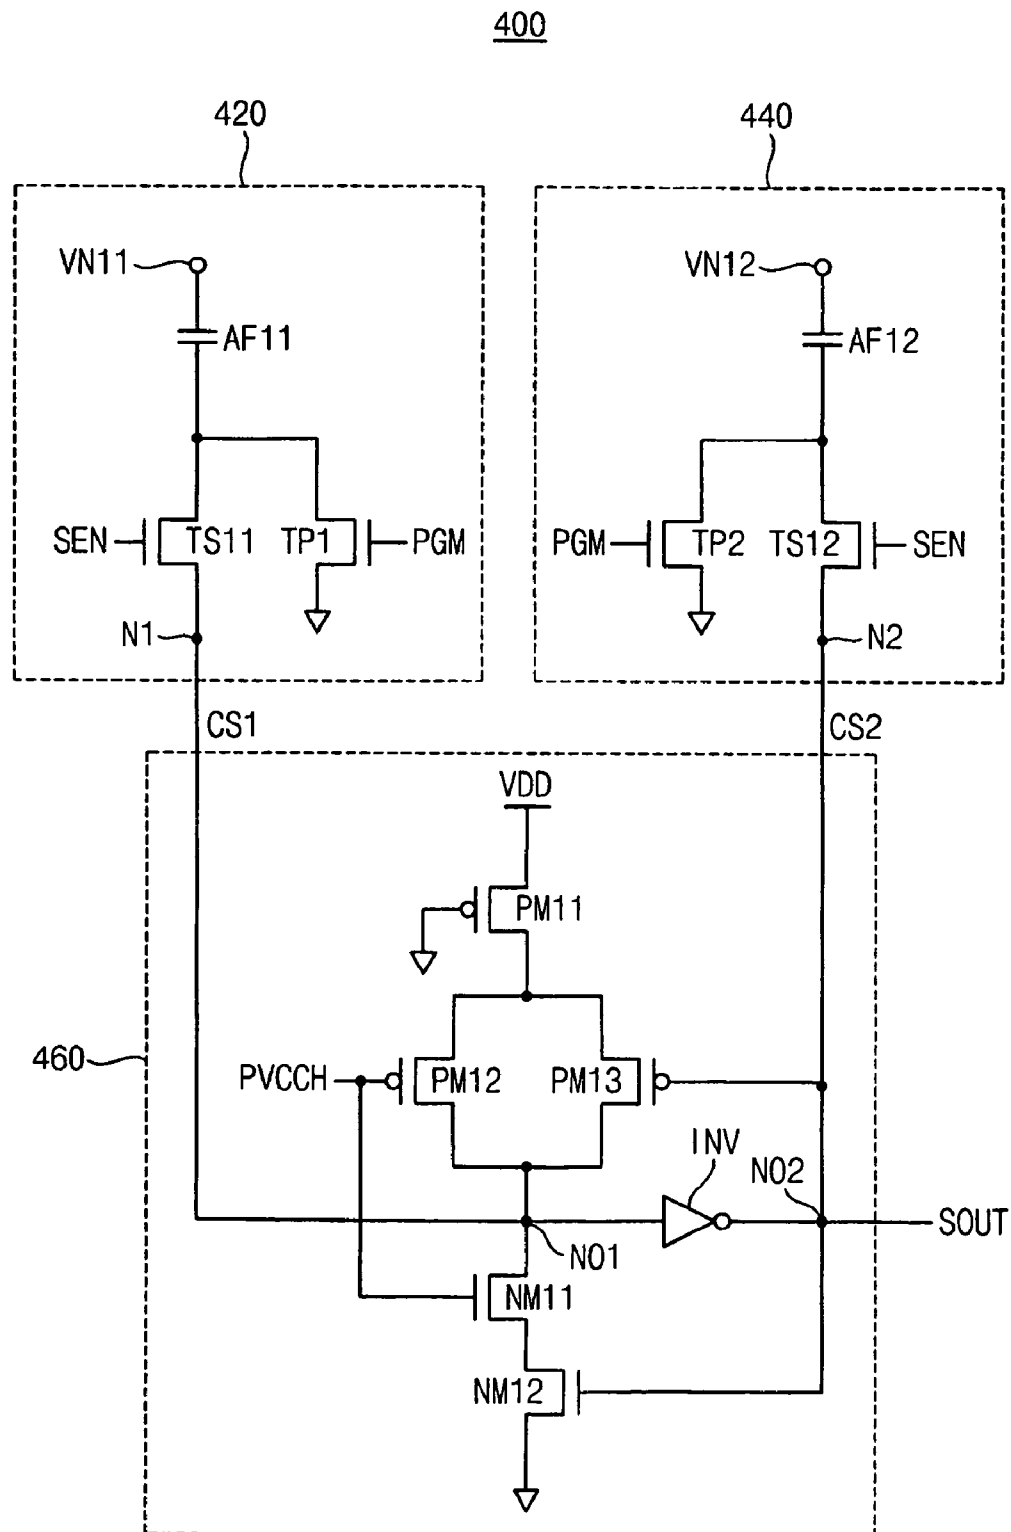 400
420
440
VN11
VN12
AF11
AF12
SEN
TS11
TP1
PGM
PGM
TP2
TS12
SEN
N1
N2
CS1
CS2
VDD
PM11
460
PVCCH
PM12
PM13
INV
NO2
SOUT
NO1
NM11
NM12